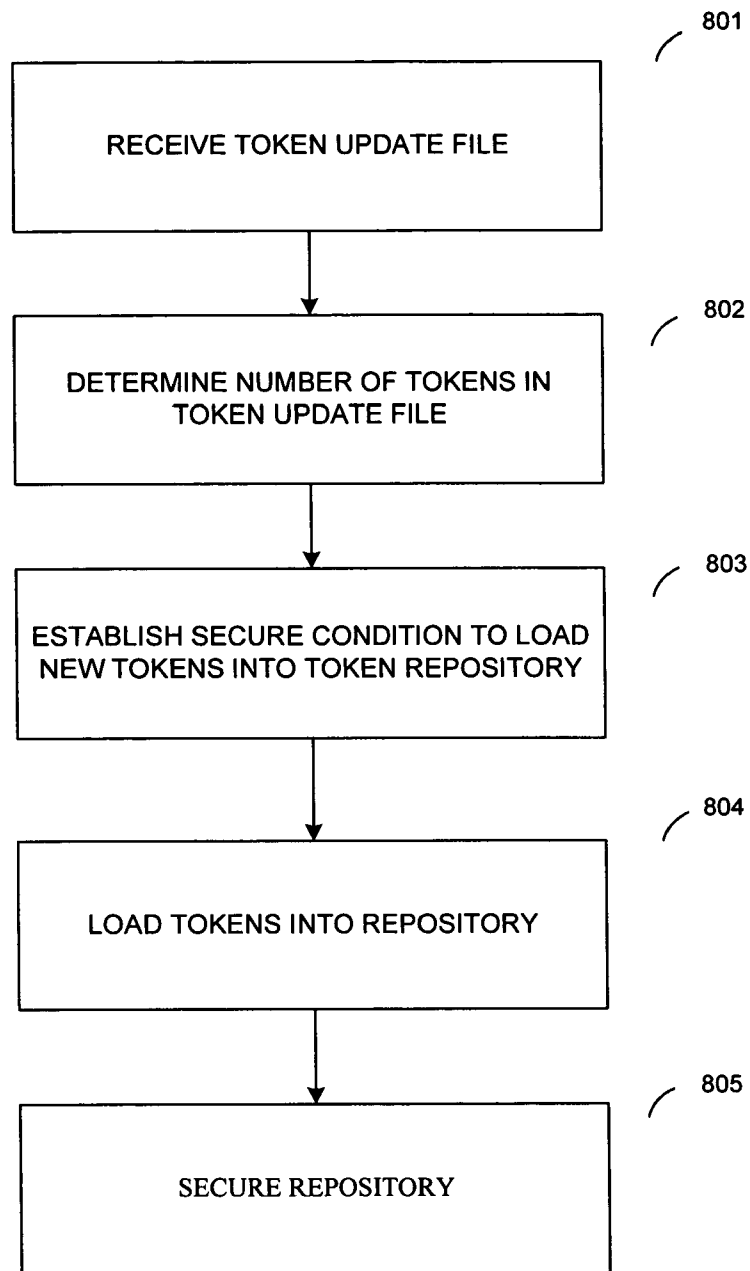 801
RECEIVE TOKEN UPDATE FILE
802
DETERMINE NUMBER OF TOKENS IN
TOKEN UPDATE FILE
803
ESTABLISH SECURE CONDITION TO LOAD
NEW TOKENS INTO TOKEN REPOSITORY
804
LOAD TOKENS INTO REPOSITORY
805
SECURE REPOSITORY